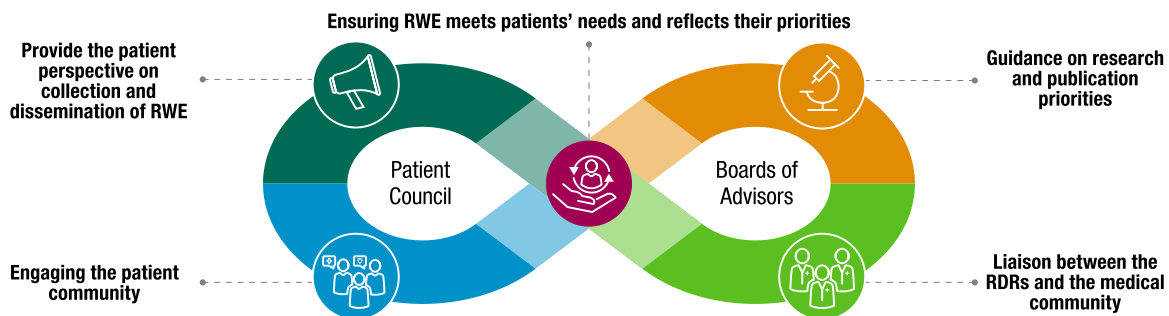 Ensuring RWE meets patients’ needs and reflects their priorities
Provide the patient
perspective on
collection and
dissemination of RWE
Guidance on research
and publication
priorities
Patient
Council
Boards of
Advisors
Engaging the patient
community
Liaison between the
RDRs and the medical
community